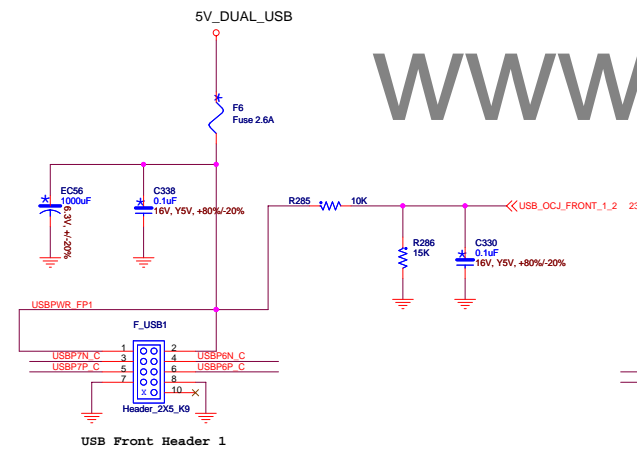 5V_DUAL_USB
WWW
F6
Fuse 2.6A
EC56
1000uF
6.3V, +/-20%
C338
0.1uF
16V, Y5V, +80%/-20%
R285
10K
USB_OCJ_FRONT_1_2 23
R286
15K
C330
0.1uF
16V, Y5V, +80%/-20%
USBPWR_FP1
F_USB1
1 2
USBP7N_C 3 4 USBP6N_C
USBP7P_C 5 6 USBP6P_C
7 8
X 10
Header_2X5_K9
USB Front Header 1